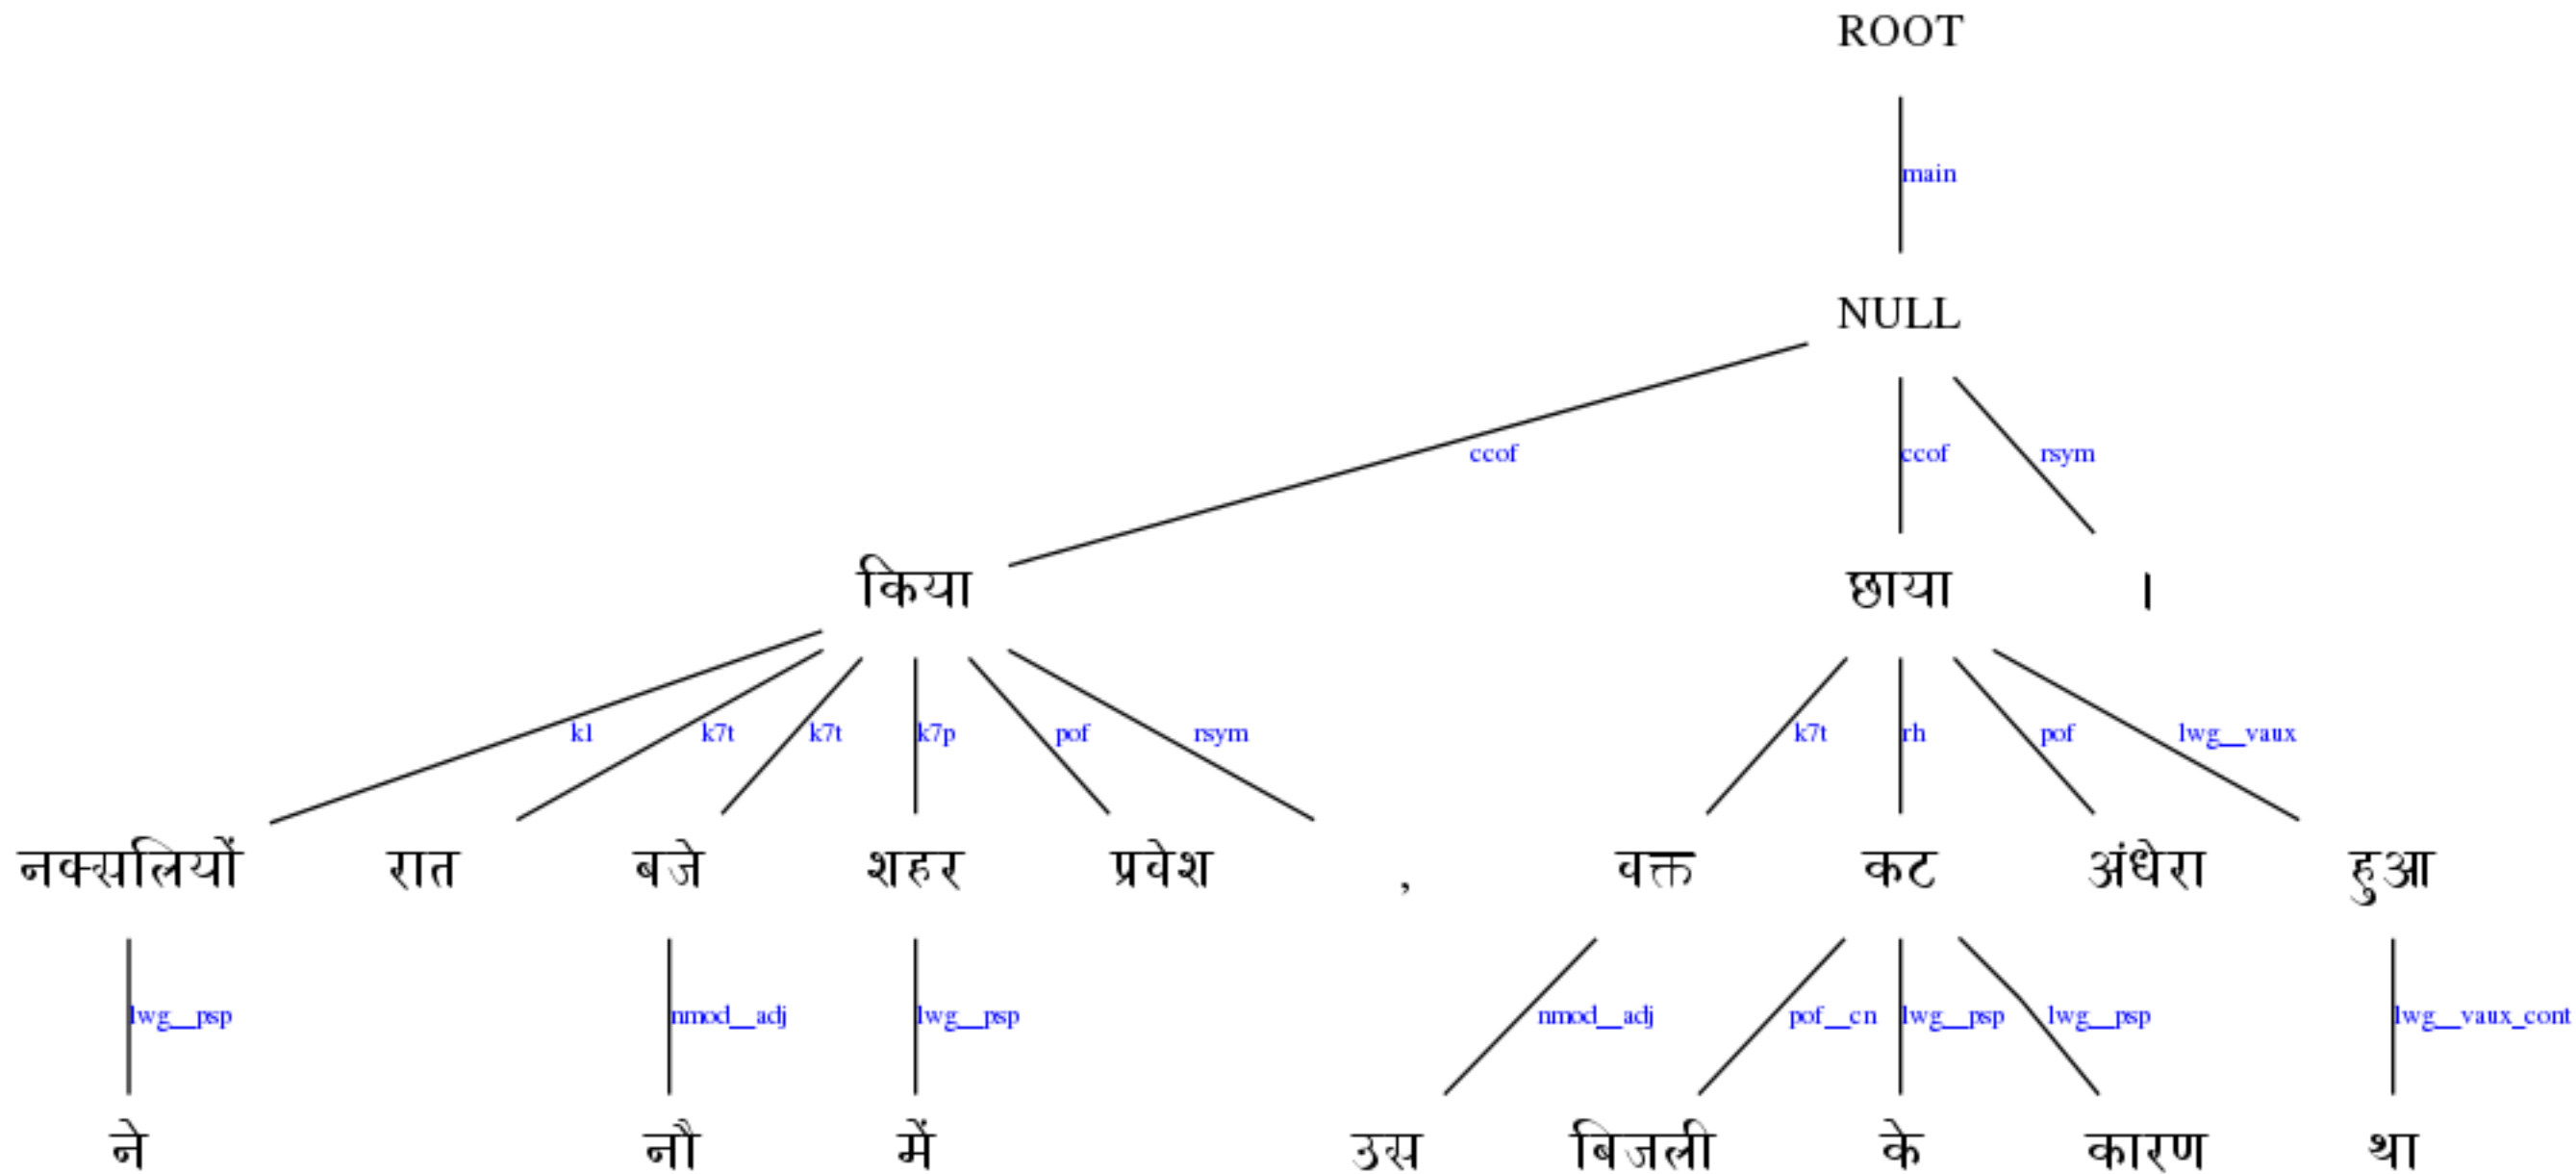 ROOT
main
NULL
ccof ccof rsym
किया छाया ।
k1 k7t k7t k7p pof rsym k7t rh pof lwg__vaux
नक्सलियों रात बजे शहर प्रवेश , वक्त कट अंधेरा हुआ
lwg__psp nmod__adj lwg__psp nmod__adj pof__cn lwg__psp lwg__psp lwg__vaux_cont
ने नौ में उस बिजली के कारण था